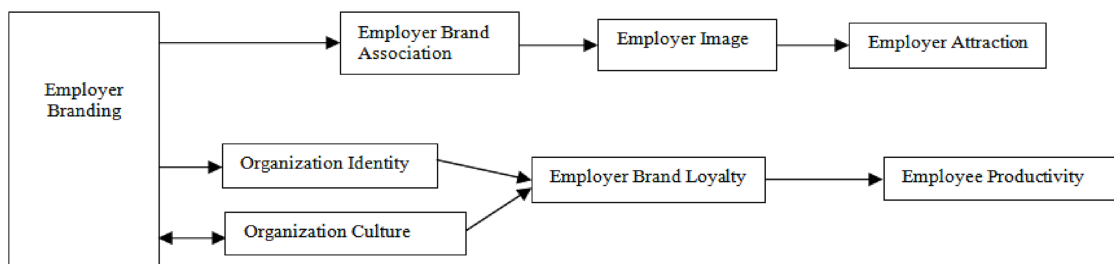 Employer Brand
Association
Employer Image
Employer Attraction
Employer
Branding
Organization Identity
Employer Brand Loyalty
Employee Productivity
Organization Culture